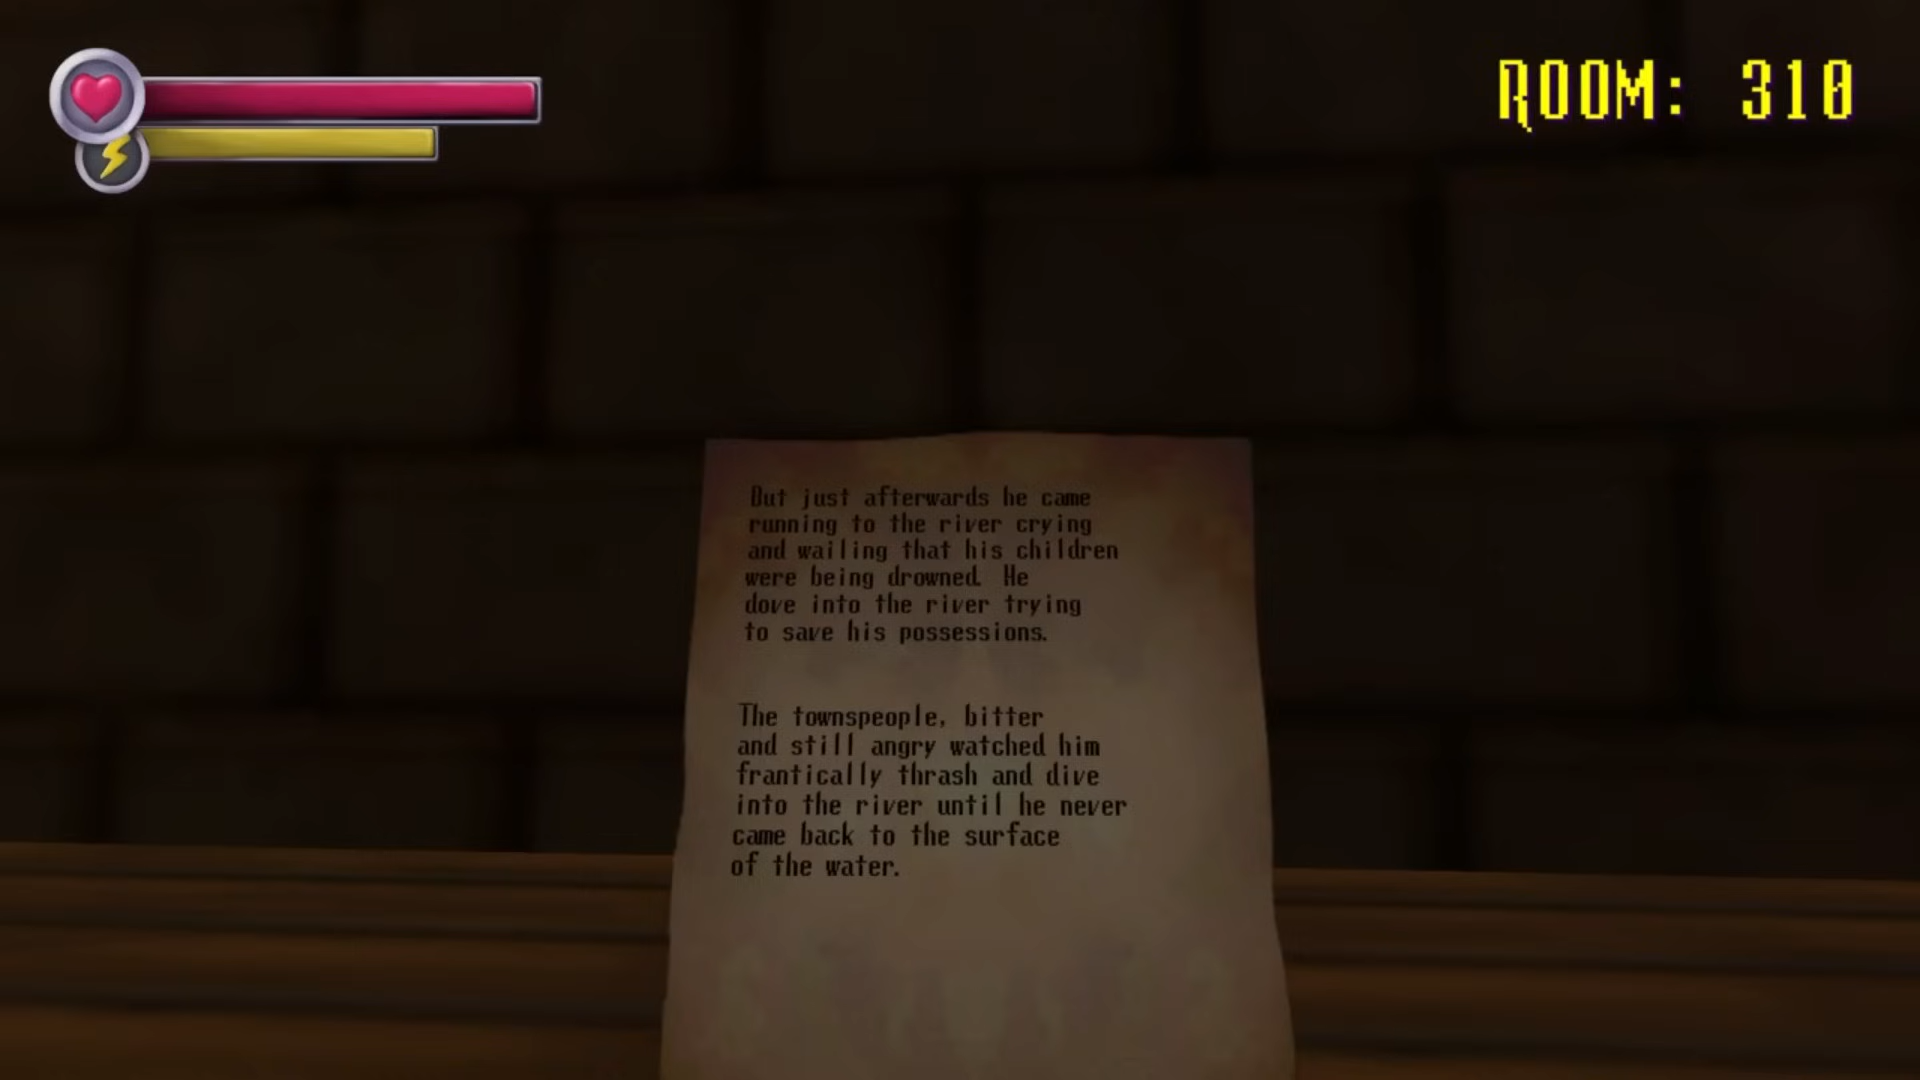 ROOM: 310
But just afterwards he came
running to the river crying
and wailing that his children
were being drowned. He
dove into the river trying
to save his possessions.
The townspeople, bitter
and still angry watched him
frantically thrash and dive
into the river until he never
came back to the surface
of the water.